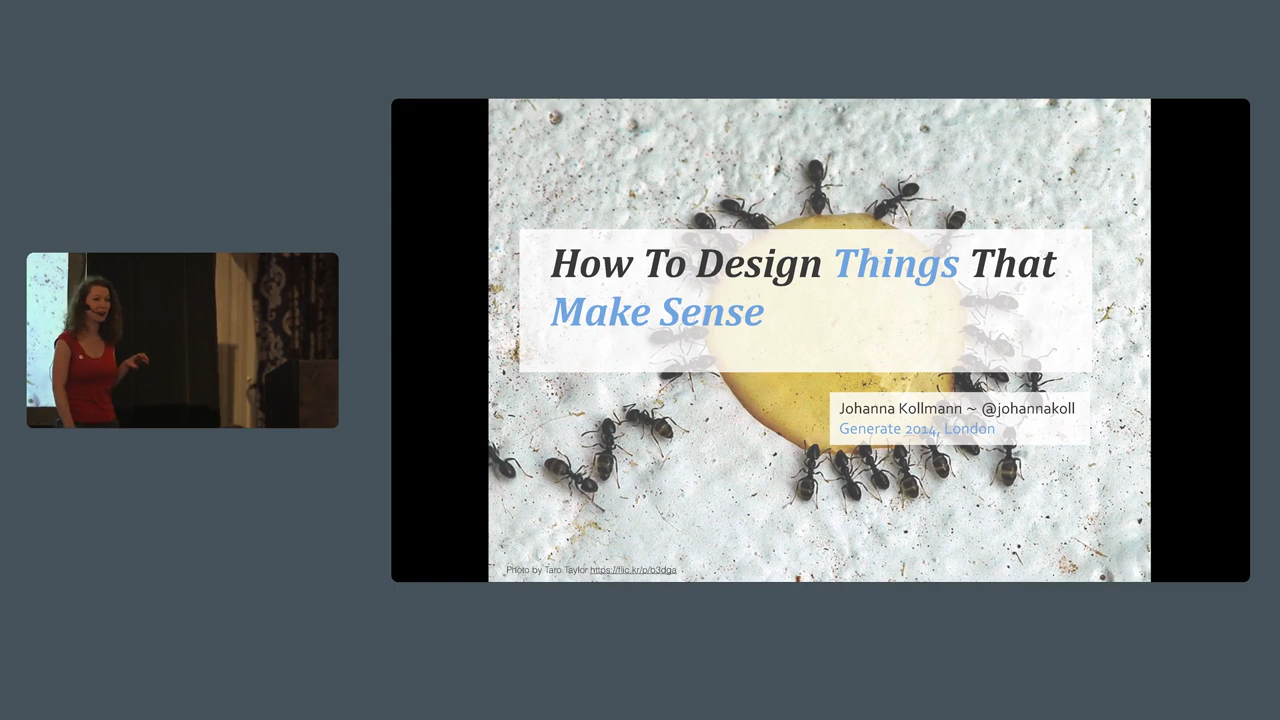 How To Design Things That
Make Sense
Johanna Kollmann ~ @johannakoll
Generate 2014, London
Photo by Taro Taylor https://flic.kr/p/b3dga